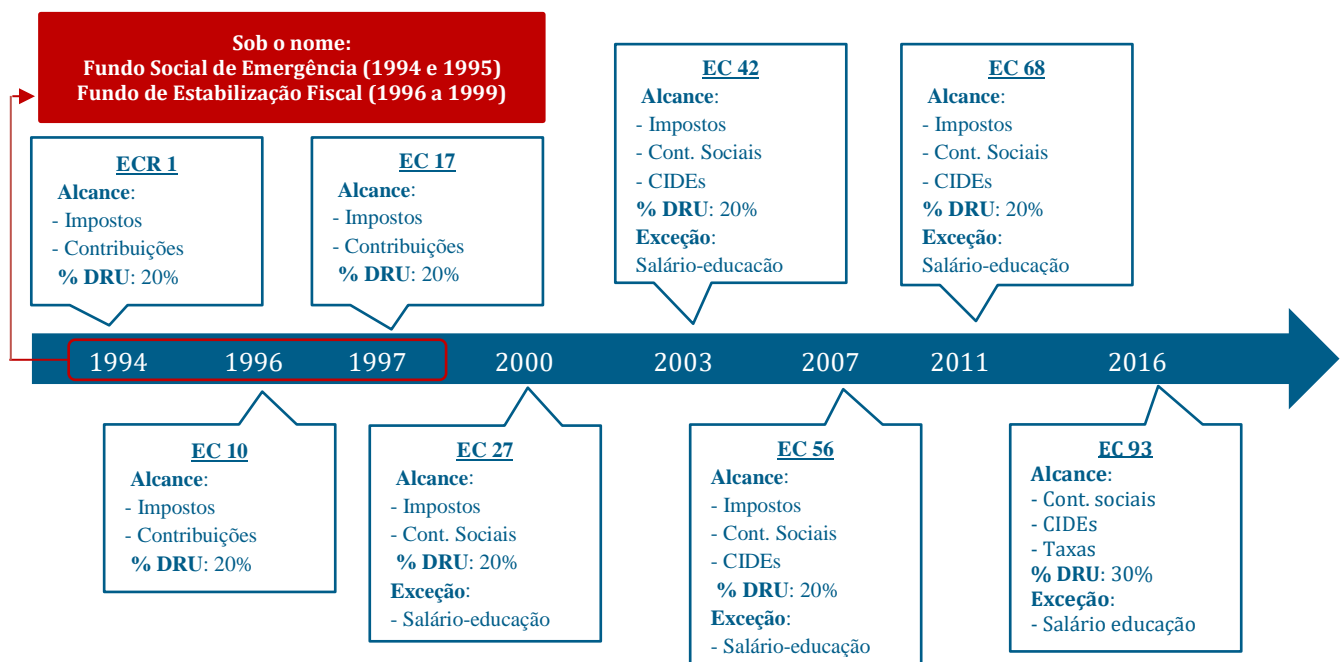 Sob o nome:
Fundo Social de Emergência (1994 e 1995)
Fundo de Estabilização Fiscal (1996 a 1999)
ECR 1
Alcance:
- Impostos
- Contribuições
% DRU: 20%
EC 17
Alcance:
- Impostos
- Contribuições
% DRU: 20%
EC 42
Alcance:
- Impostos
- Cont. Sociais
- CIDEs
% DRU: 20%
Exceção:
Salário-educacão
EC 68
Alcance:
- Impostos
- Cont. Sociais
- CIDEs
% DRU: 20%
Exceção:
Salário-educação
1994 1996 1997 2000 2003 2007 2011 2016
EC 10
Alcance:
- Impostos
- Contribuições
% DRU: 20%
EC 27
Alcance:
- Impostos
- Cont. Sociais
% DRU: 20%
Exceção:
- Salário-educação
EC 56
Alcance:
- Impostos
- Cont. Sociais
- CIDEs
% DRU: 20%
Exceção:
- Salário-educação
EC 93
Alcance:
- Cont. sociais
- CIDEs
- Taxas
% DRU: 30%
Exceção:
- Salário educação